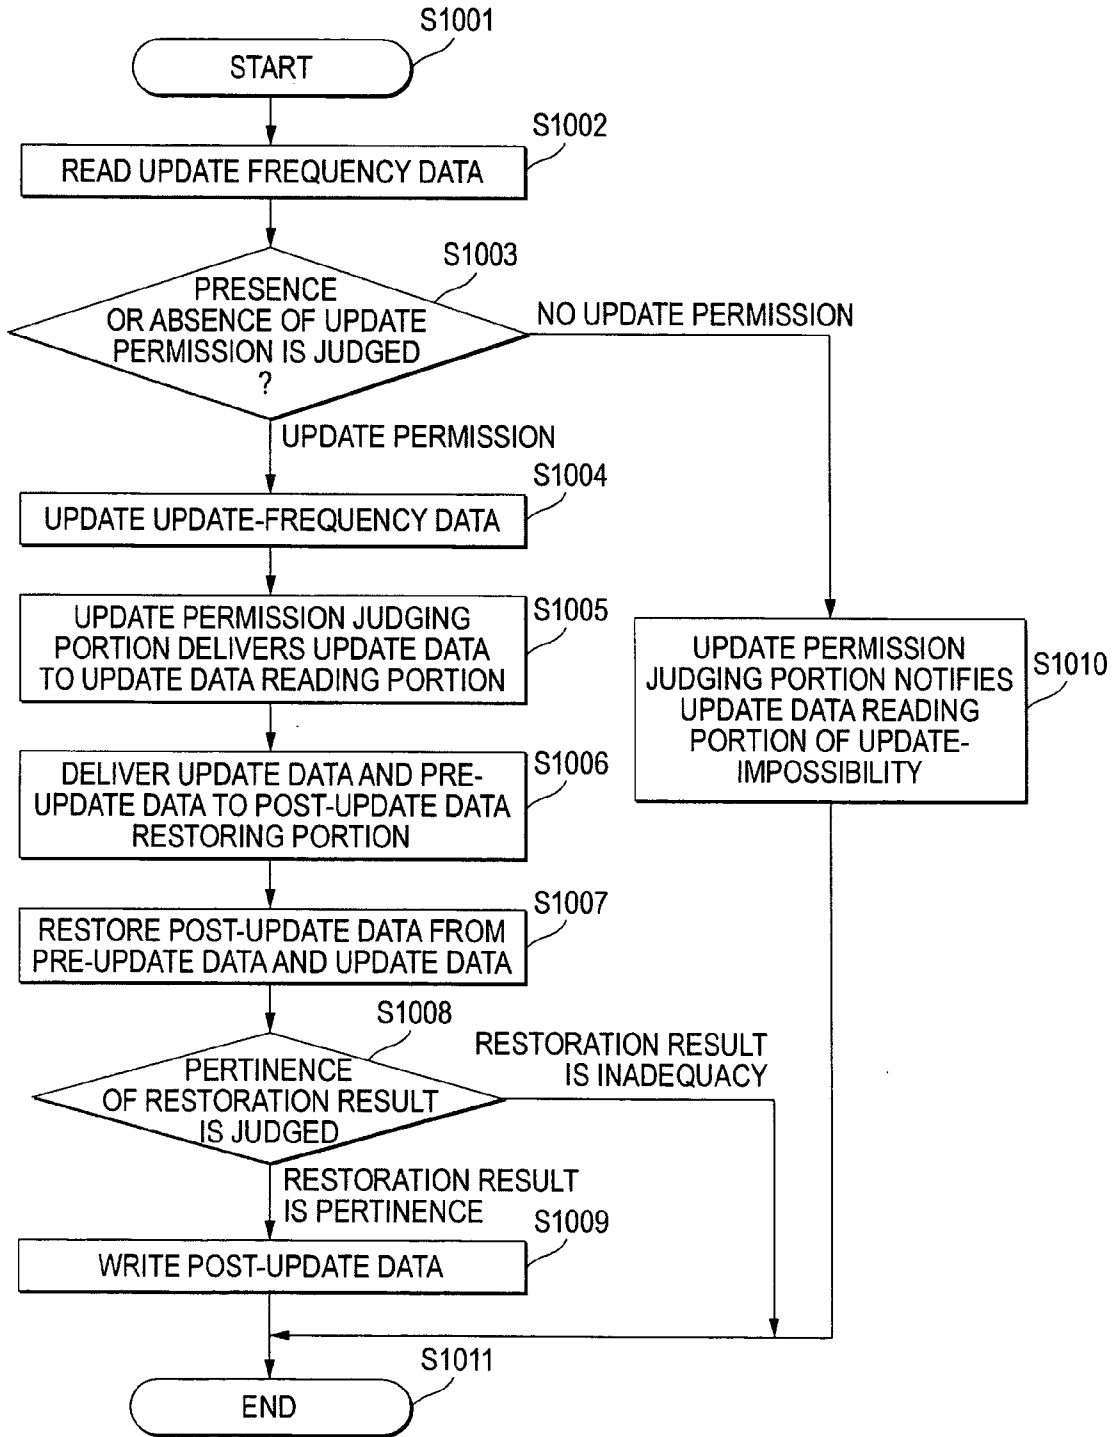 S1001
START
S1002
READ UPDATE FREQUENCY DATA
S1003
PRESENCE
OR ABSENCE OF UPDATE
PERMISSION IS JUDGED
?
NO UPDATE PERMISSION
UPDATE PERMISSION
S1004
UPDATE UPDATE-FREQUENCY DATA
S1005
UPDATE PERMISSION JUDGING
PORTION DELIVERS UPDATE DATA
TO UPDATE DATA READING PORTION
S1010
UPDATE PERMISSION
JUDGING PORTION NOTIFIES
UPDATE DATA READING
PORTION OF UPDATE-
IMPOSSIBILITY
S1006
DELIVER UPDATE DATA AND PRE-
UPDATE DATA TO POST-UPDATE DATA
RESTORING PORTION
S1007
RESTORE POST-UPDATE DATA FROM
PRE-UPDATE DATA AND UPDATE DATA
S1008
PERTINENCE
OF RESTORATION RESULT
IS JUDGED
RESTORATION RESULT
IS INADEQUACY
RESTORATION RESULT
IS PERTINENCE
S1009
WRITE POST-UPDATE DATA
S1011
END